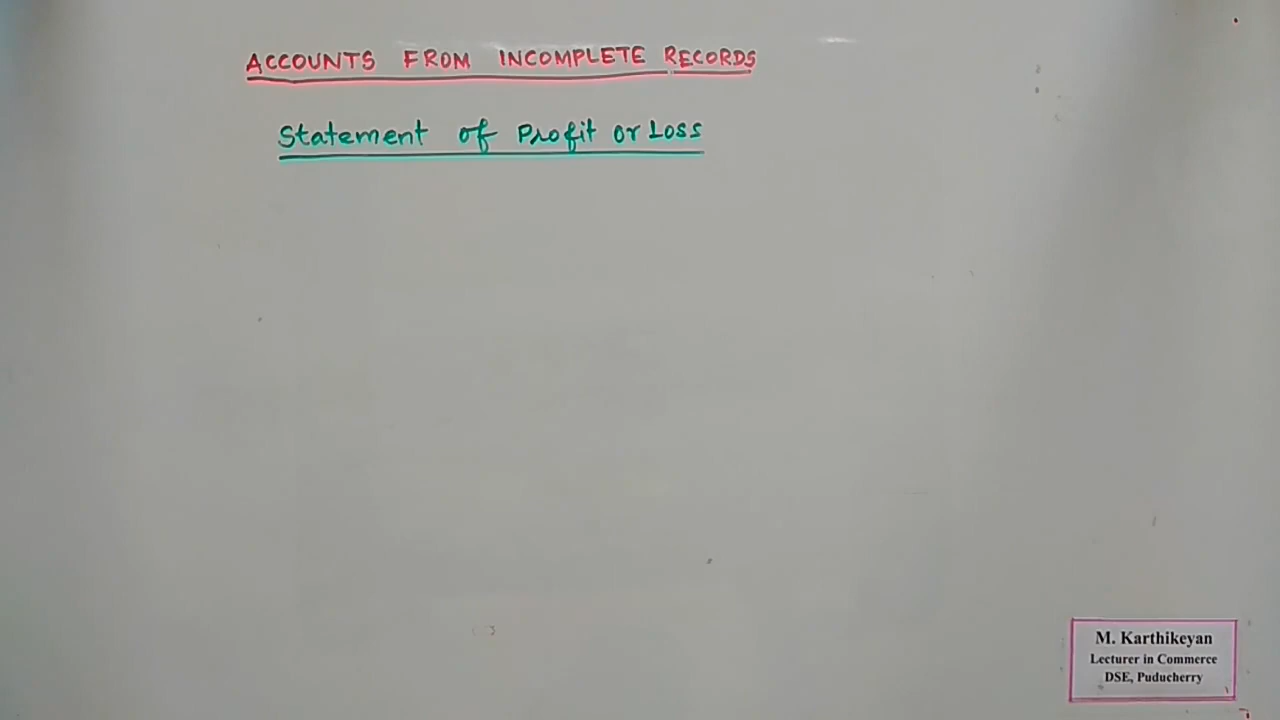 ACCOUNTS FROM INCOMPLETE RECORDS
Statement of Profit or Loss
M. Karthikeyan
Lecturer in Commerce
DSE, Puducherry